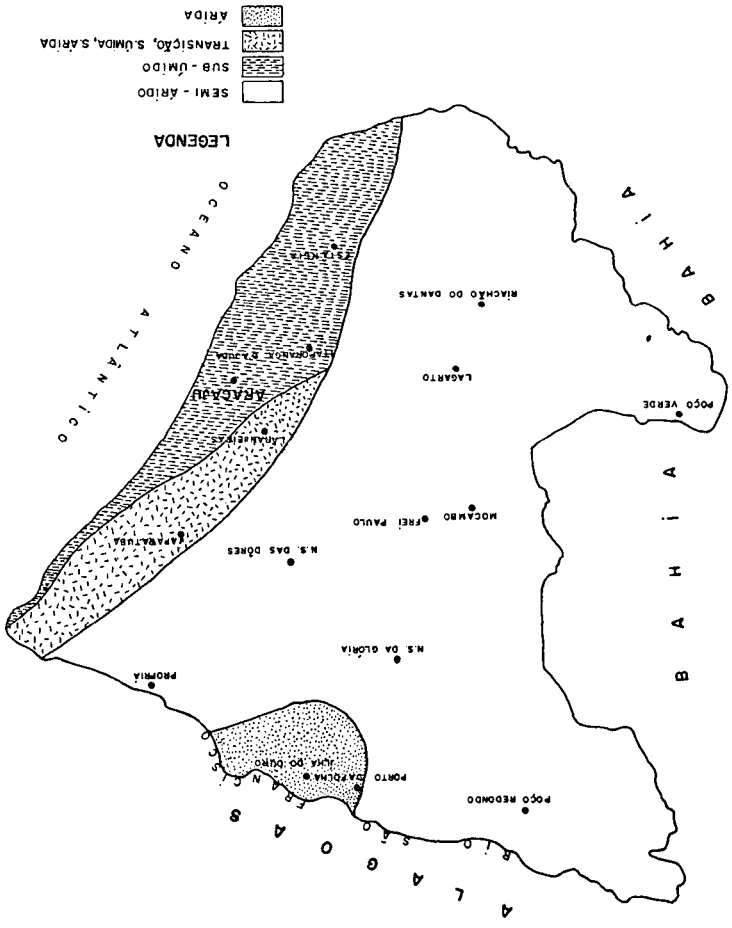 ALAGOAS
RIO SÃO FRANCISCO
POÇO REDONDO
PORTO DA FOLHA
ILHA DO OURO
PROPRIÁ
N.S. DA GLÓRIA
BAHIA
N.S. DAS DÔRES
JAPARATUBA
MOCAMBO
FREI PAULO
LARANJEIRAS
POÇO VERDE
ARACAJU
LAGARTO
ITAPORANGA D'AJUDA
RIACHÃO DO DANTAS
ESTANCIA
BAHIA
OCEANO ATLÂNTICO
LEGENDA
SEMI - ÁRIDO
SUB - ÚMIDO
TRANSIÇÃO, S.ÚMIDA, S.ÁRIDA
ÁRIDA